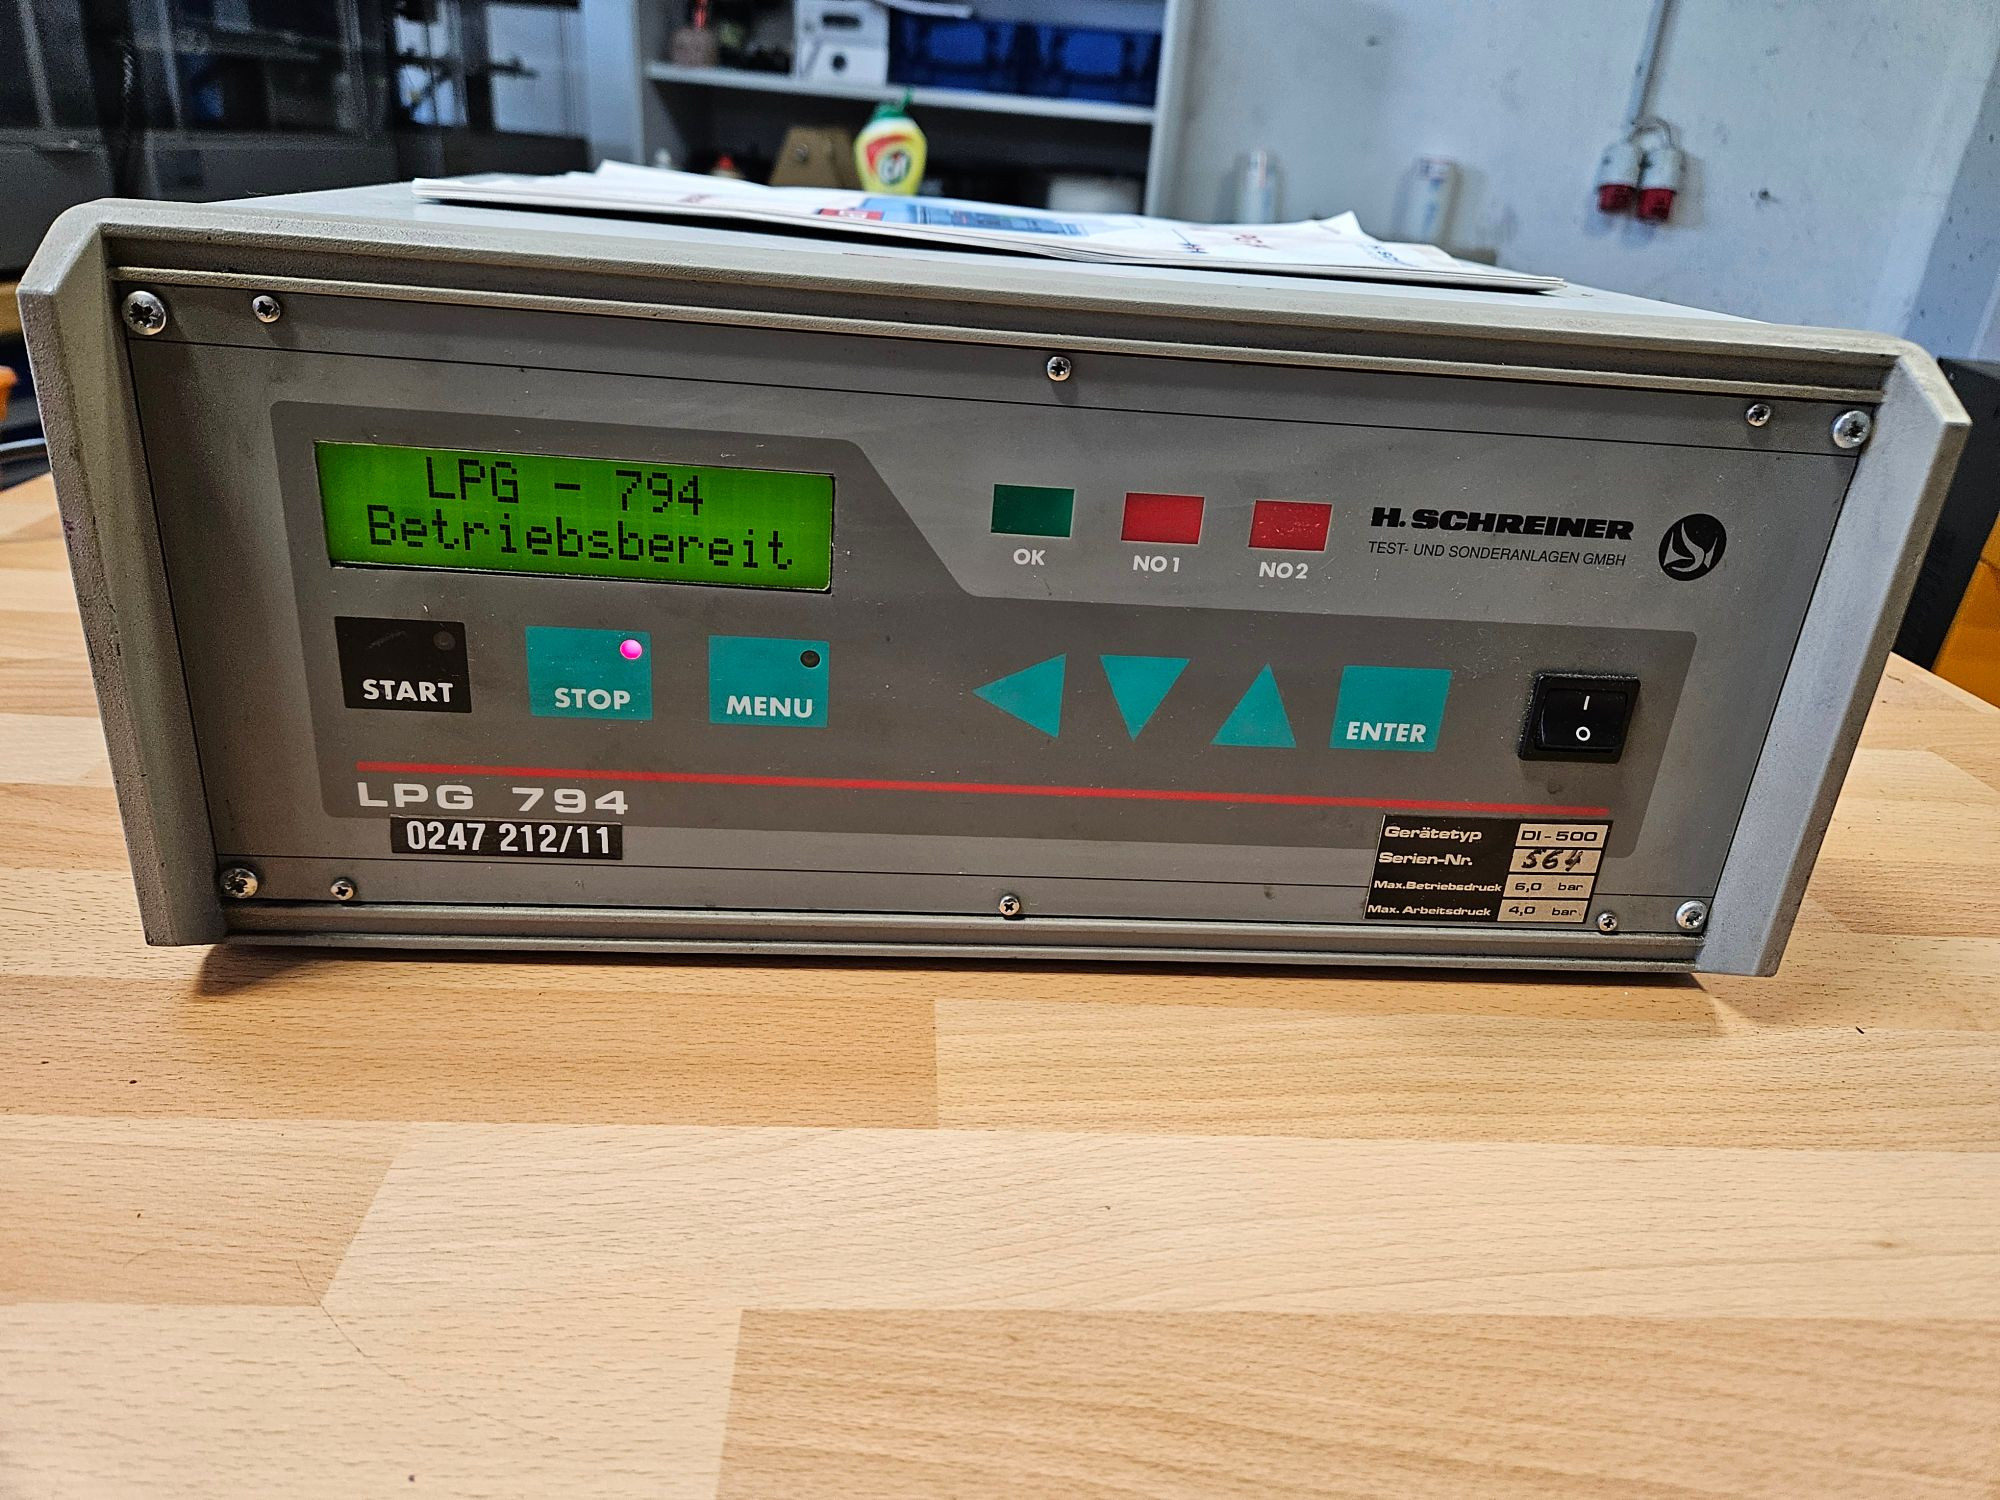 LPG - 794
Betriebsbereit
OK
NO1
NO2
H. SCHREINER
TEST- UND SONDERANLAGEN GMBH
START
STOP
MENU
ENTER
I
O
LPG 794
0247 212/11
Gerätetyp DI-500
Serien-Nr. 564
Max. Betriebsdruck 6,0 bar
Max. Arbeitsdruck 4,0 bar